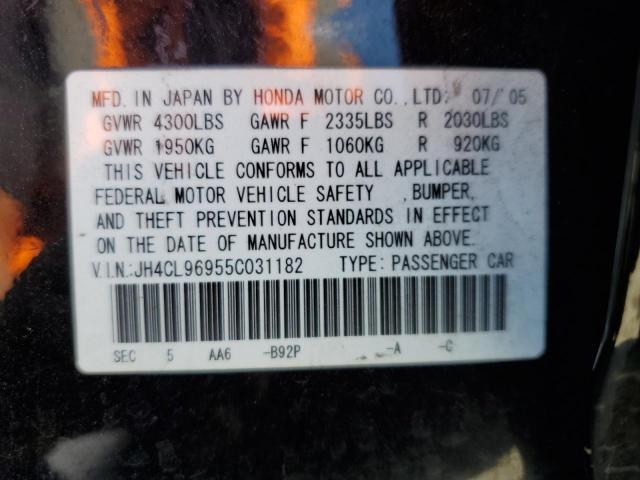 MFD. IN JAPAN BY HONDA MOTOR CO.,LTD. 07/05
GVWR 4300LBS GAWR F 2335LBS R 2030LBS
GVWR 1950KG GAWR F 1060KG R 920KG
THIS VEHICLE CONFORMS TO ALL APPLICABLE
FEDERAL MOTOR VEHICLE SAFETY ,BUMPER,
AND THEFT PREVENTION STANDARDS IN EFFECT
ON THE DATE OF MANUFACTURE SHOWN ABOVE.
V.I.N.:JH4CL96955C031182 TYPE: PASSENGER CAR
SEC 5 AA6 -B92P -A -C